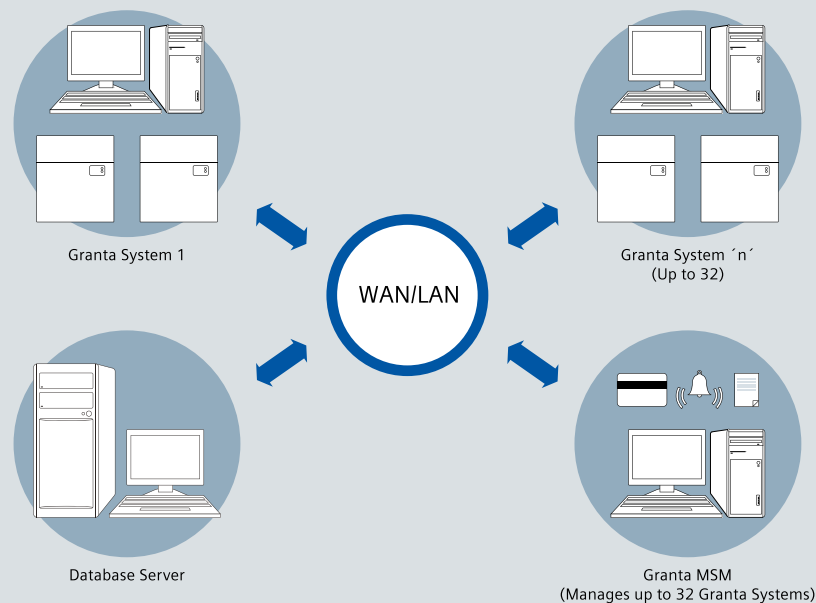 Granta System 1
Granta System ´n´
(Up to 32)
WAN/LAN
Database Server
Granta MSM
(Manages up to 32 Granta Systems)